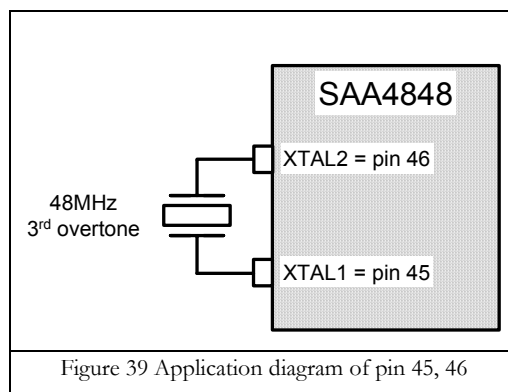 SAA4848
XTAL2 = pin 46
48MHz
3rd overtone
XTAL1 = pin 45
Figure 39 Application diagram of pin 45, 46